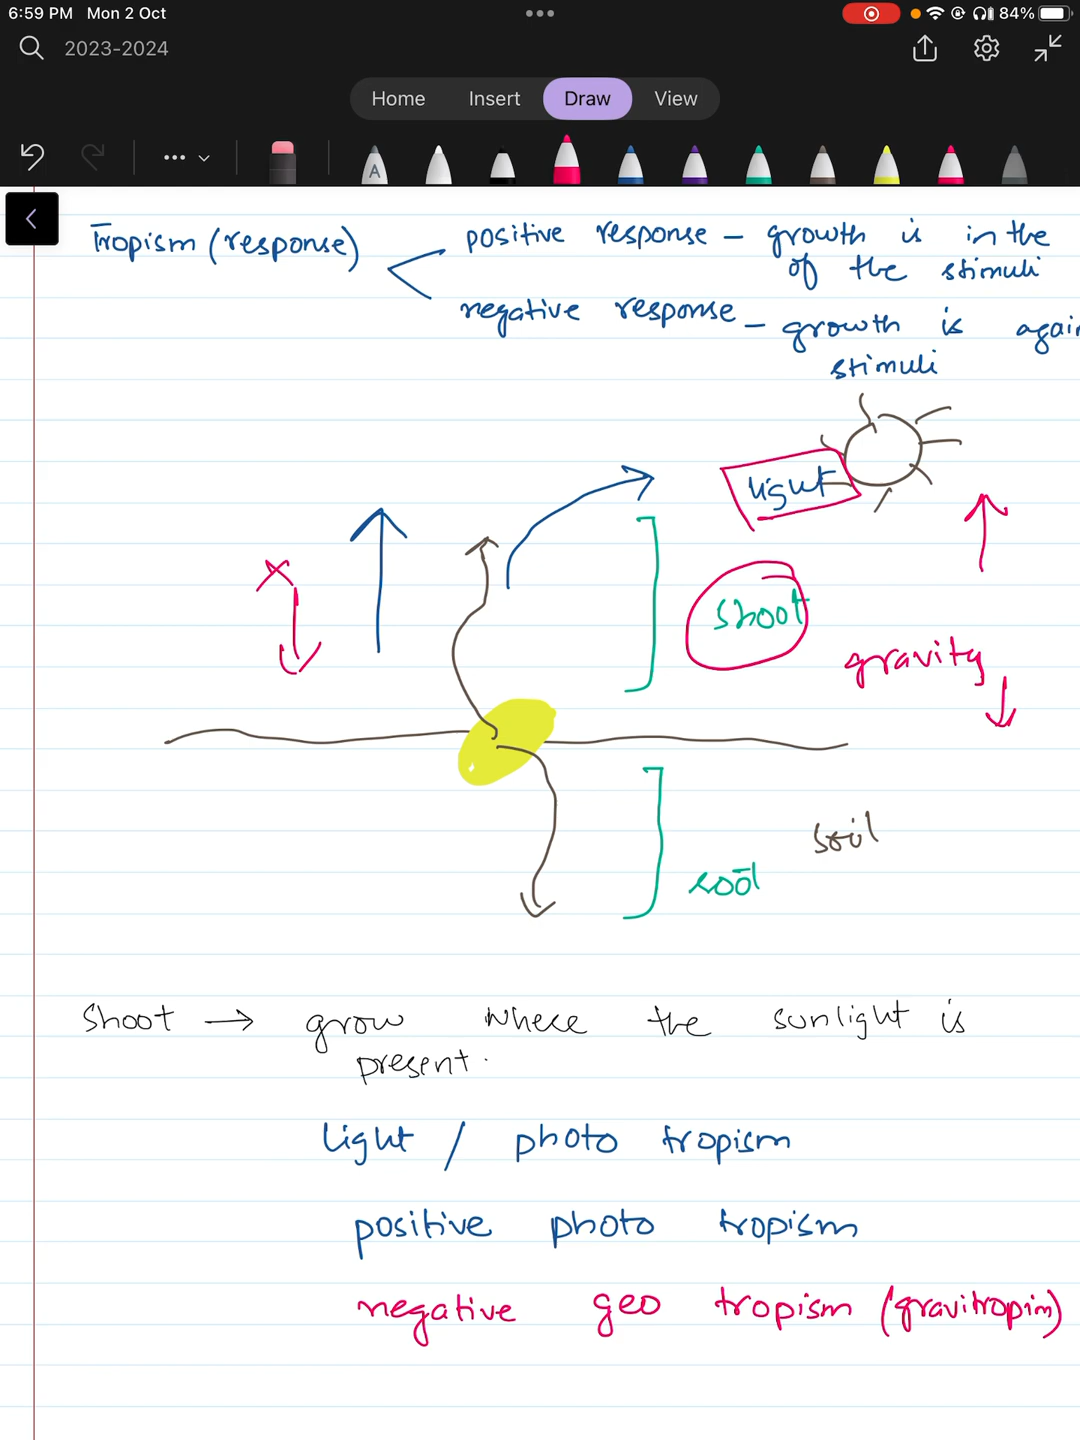 6:59 PM Mon 2 Oct
84%
2023-2024
Home Insert Draw View
A
Tropism (response)
positive response – growth is in the
of the stimuli
negative response – growth is again
stimuli
light
shoot
gravity
soil
root
Shoot → grow where the sunlight is
present.
light / photo tropism
positive photo tropism
negative geo tropism (gravitropim)